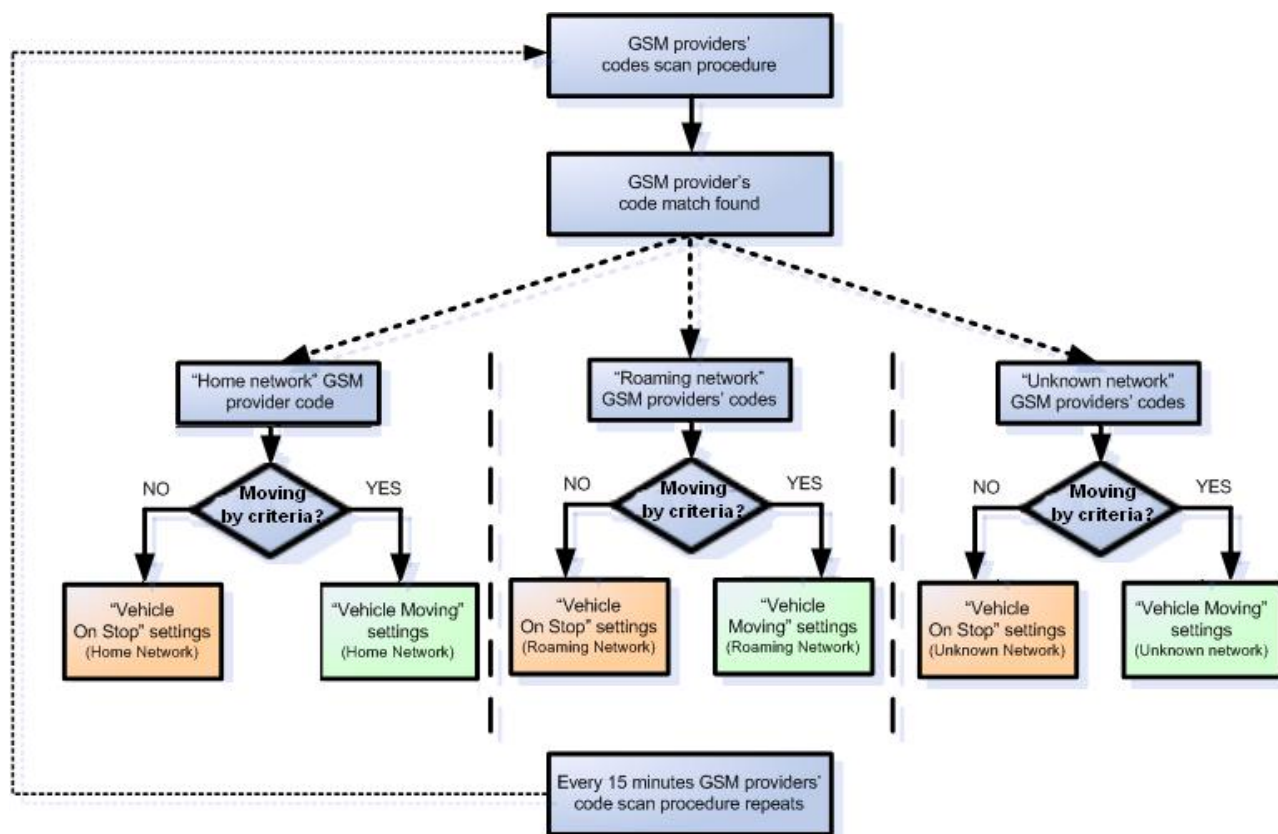 GSM providers'
codes scan procedure
GSM provider's
code match found
“Home network” GSM
provider code
“Roaming network”
GSM providers' codes
“Unknown network”
GSM providers' codes
NO
Moving
by criteria?
YES
NO
Moving
by criteria?
YES
NO
Moving
by criteria?
YES
“Vehicle
On Stop” settings
(Home Network)
“Vehicle Moving”
settings
(Home Network)
“Vehicle
On Stop” settings
(Roaming Network)
“Vehicle
Moving” settings
(Roaming Network)
“Vehicle
On Stop” settings
(Unknown Network)
“Vehicle Moving”
settings
(Unknown network)
Every 15 minutes GSM providers'
code scan procedure repeats